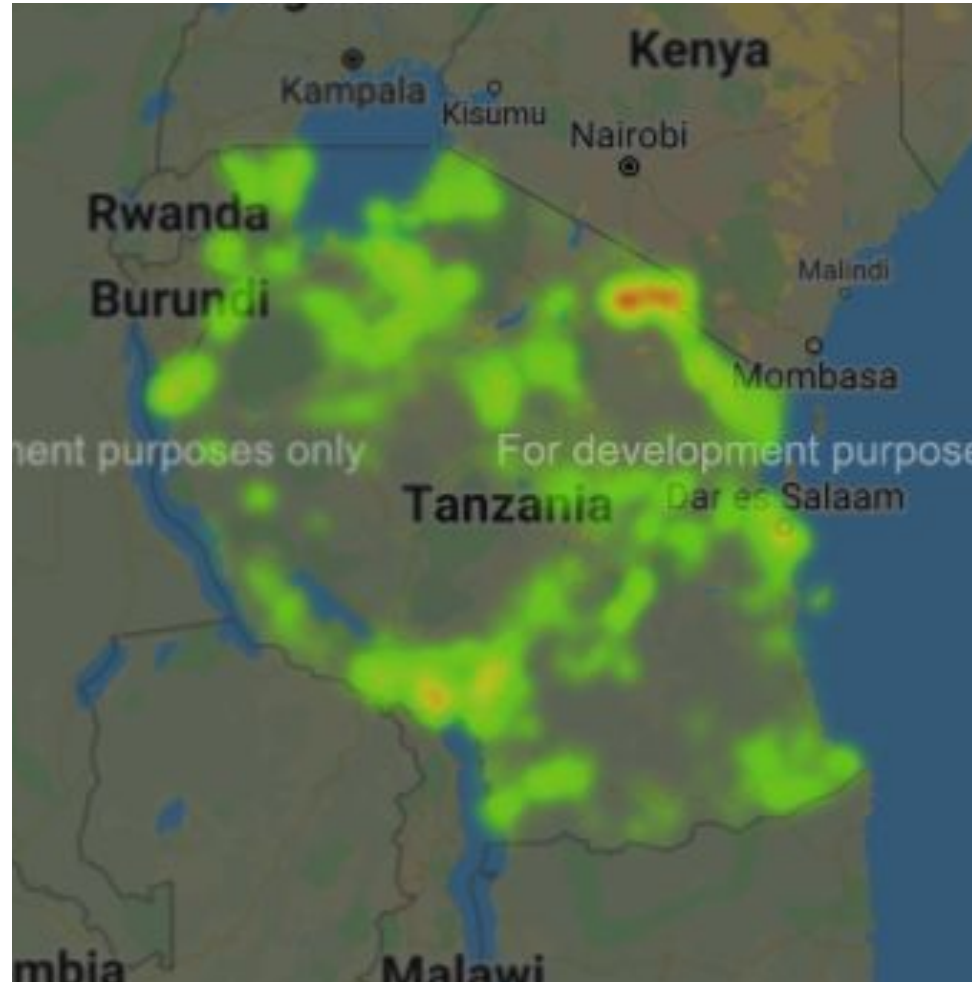 Kenya
Kampala
Kisumu
Nairobi
Rwanda
Malindi
Burundi
Mombasa
ment purposes only
For development purpose
Tanzania
Dar es Salaam
mbia
Malawi